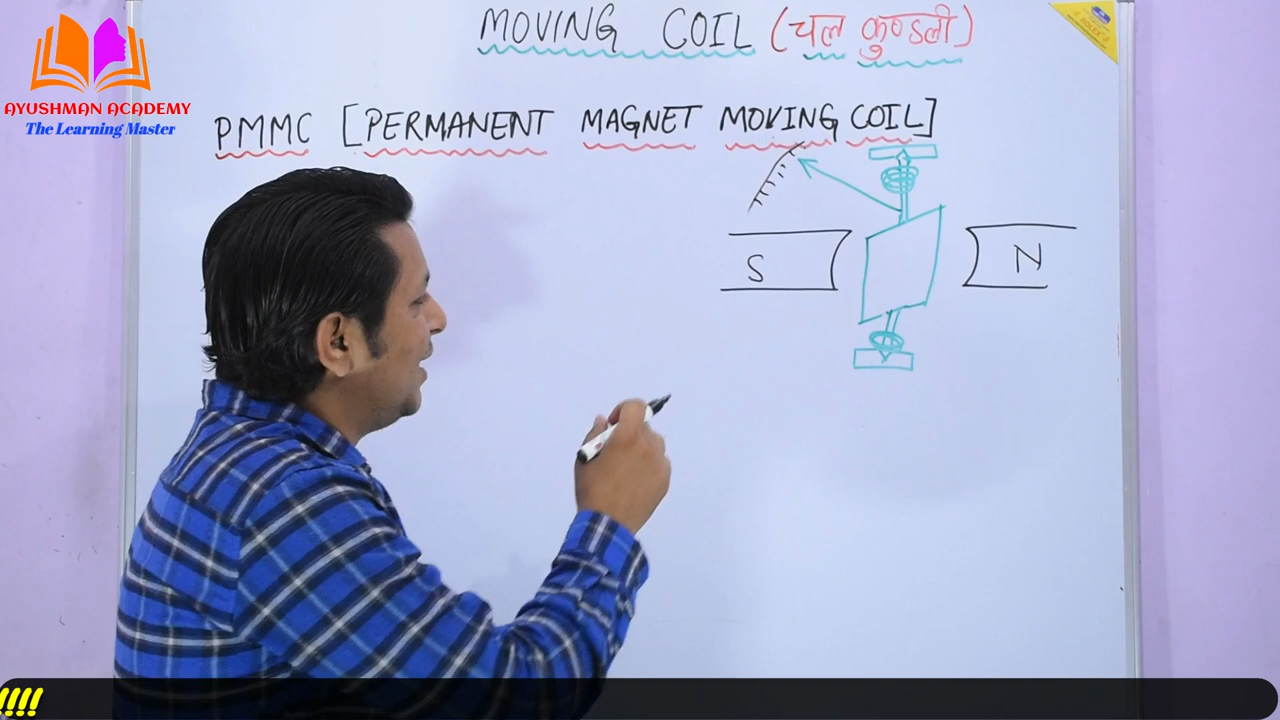 MOVING COIL (चल कुण्डली)
AYUSHMAN ACADEMY
The Learning Master
PMMC [PERMANENT MAGNET MOVING COIL]
S
N
!!!!